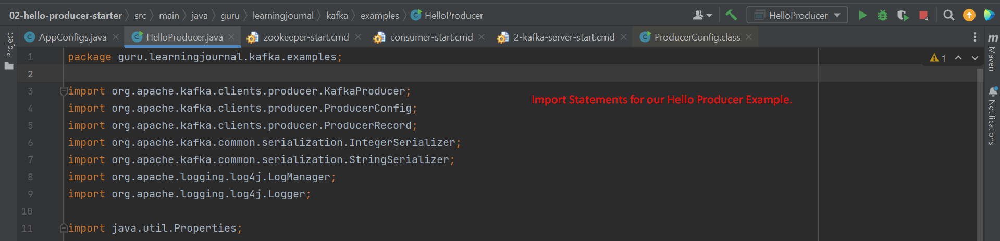 02-hello-producer-starter src main java guru learningjournal kafka examples HelloProducer HelloProducer 4
Project AppConfigs.java HelloProducer.java zookeeper-start.cmd consumer-start.cmd 2-kafka-server-start.cmd ProducerConfig.class
1 package guru.learningjournal.kafka.examples; 1
2
3 import org.apache.kafka.clients.producer.KafkaProducer;
Import Statements for our Hello Producer Example.
4 import org.apache.kafka.clients.producer.ProducerConfig;
5 import org.apache.kafka.clients.producer.ProducerRecord;
6 import org.apache.kafka.common.serialization.IntegerSerializer;
7 import org.apache.kafka.common.serialization.StringSerializer;
8 import org.apache.logging.log4j.LogManager;
9 import org.apache.logging.log4j.Logger;
10
11 import java.util.Properties;
m Maven
Notifications